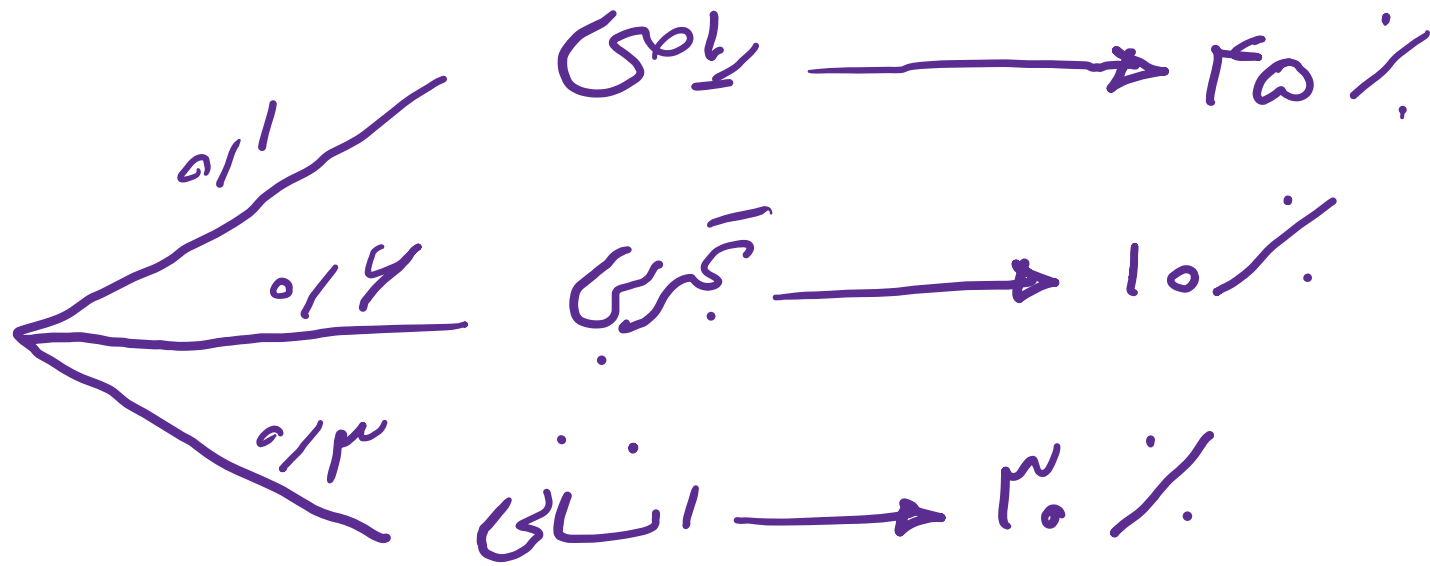 ۰/۱ ریاضی → ۴۵٪
۰/۶ تجربی → ۱۰٪
۰/۳ انسانی → ۳۰٪